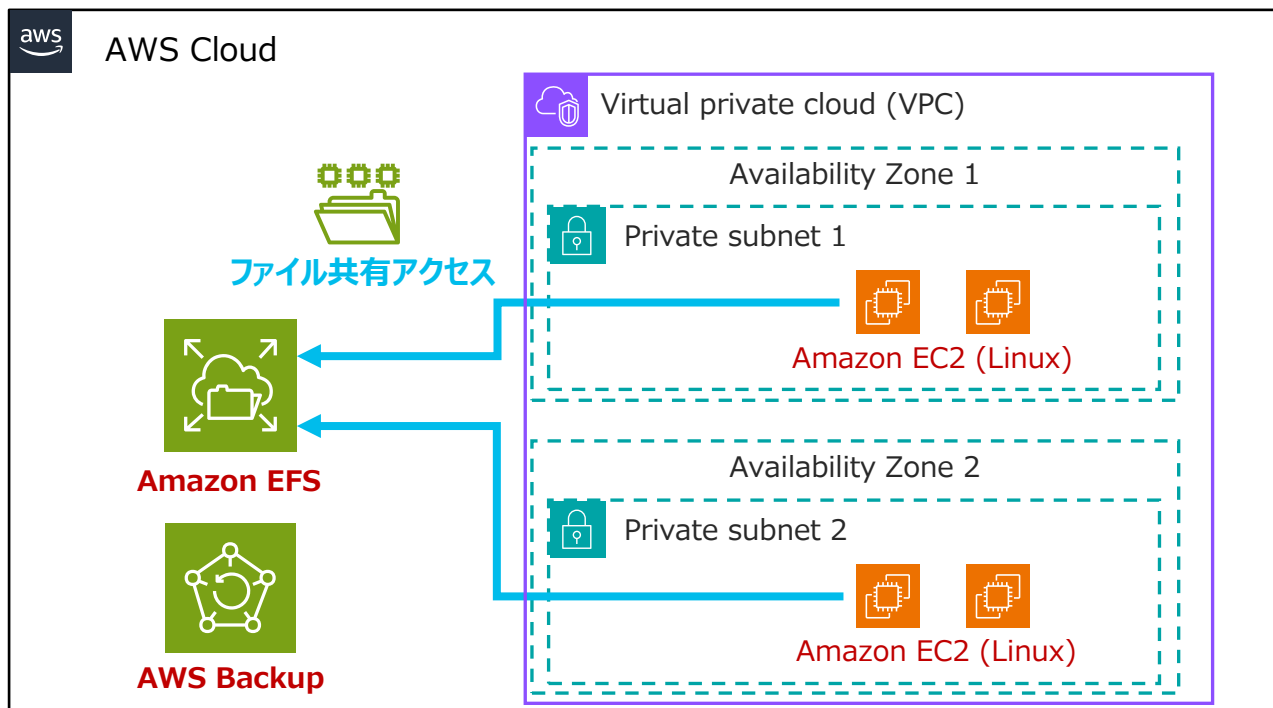 aws
AWS Cloud
Virtual private cloud (VPC)
Availability Zone 1
Private subnet 1
ファイル共有アクセス
Amazon EC2 (Linux)
Amazon EFS
Availability Zone 2
Private subnet 2
Amazon EC2 (Linux)
AWS Backup